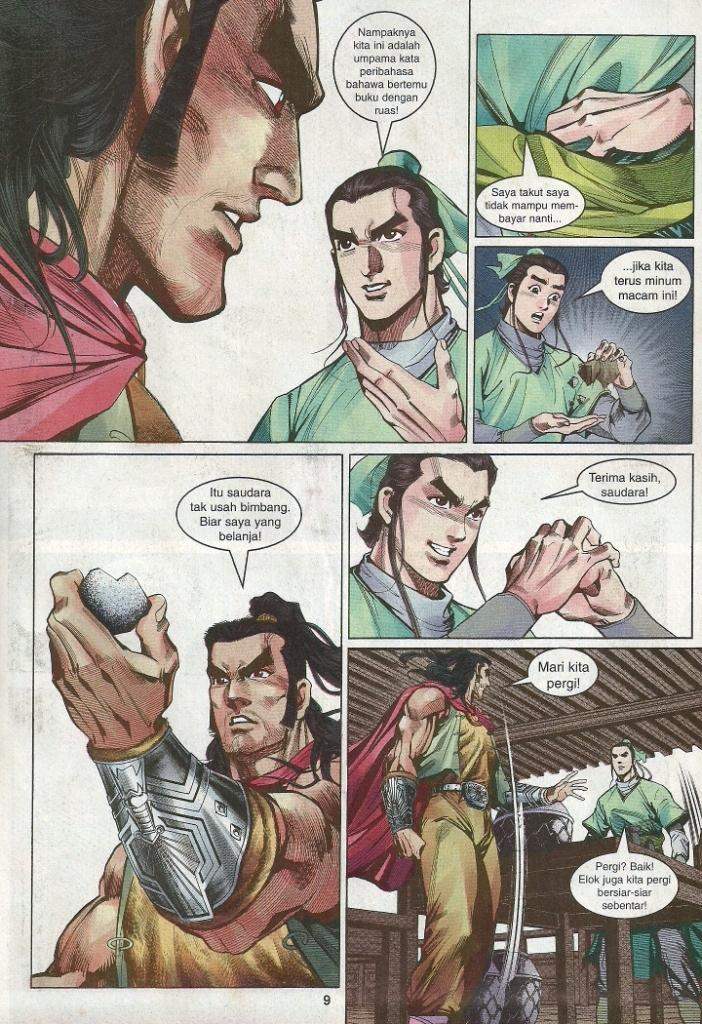 Nampaknya
kita ini adalah
umpama kata
peribahasa
bahawa bertemu
buku dengan
ruas!
Saya takut saya
tidak mampu mem-
bayar nanti...
...jika kita
terus minum
macam ini!
Itu saudara
tak usah bimbang.
Biar saya yang
belanja!
Terima kasih,
saudara!
Mari kita
pergi!
Pergi? Baik!
Elok juga kita pergi
bersiar-siar
sebentar!
9